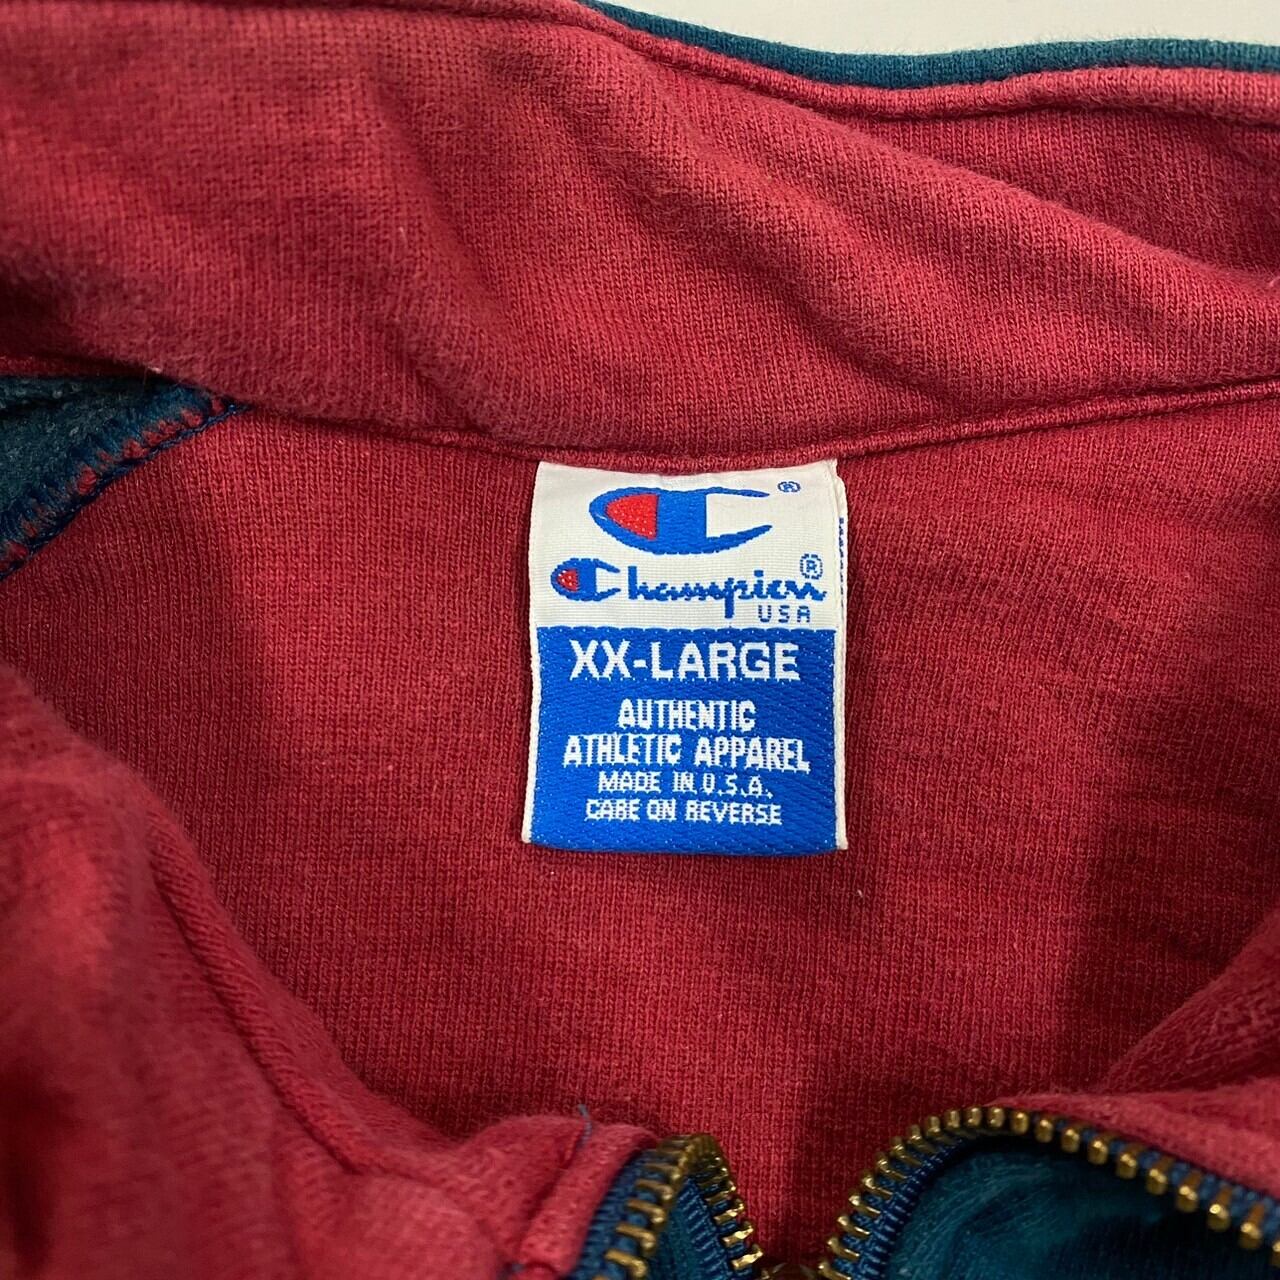 ®
Champion®
USA
XX-LARGE
AUTHENTIC
ATHLETIC APPAREL
MADE IN U.S.A.
CARE ON REVERSE